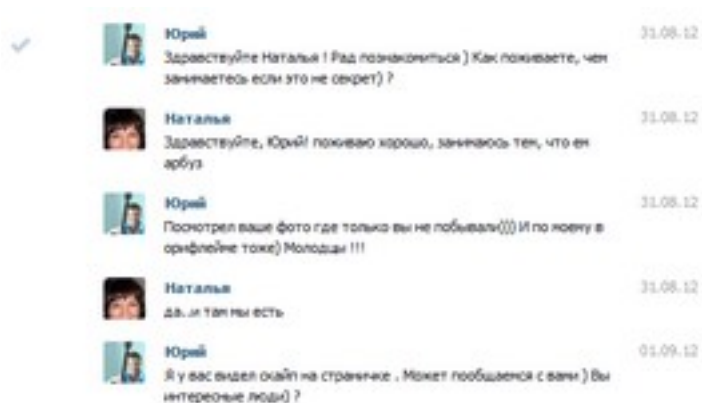 Юрий 31.08.12
Здравствуйте Наталья ! Рад познакомиться ) Как поживаете, чем
занимаетесь если это не секрет) ?
Наталья 31.08.12
Здравствуйте, Юрий! поживаю хорошо, занимаюсь тем, что ем
арбуз
Юрий 31.08.12
Посмотрел ваше фото где только вы не побывали))) И по моему в
орифлейме тоже) Молодцы !!!
Наталья 31.08.12
да..и там мы есть
Юрий 01.09.12
Я у вас видел скайп на страничке . Может пообщаемся с вами ) Вы
интересные люди) ?